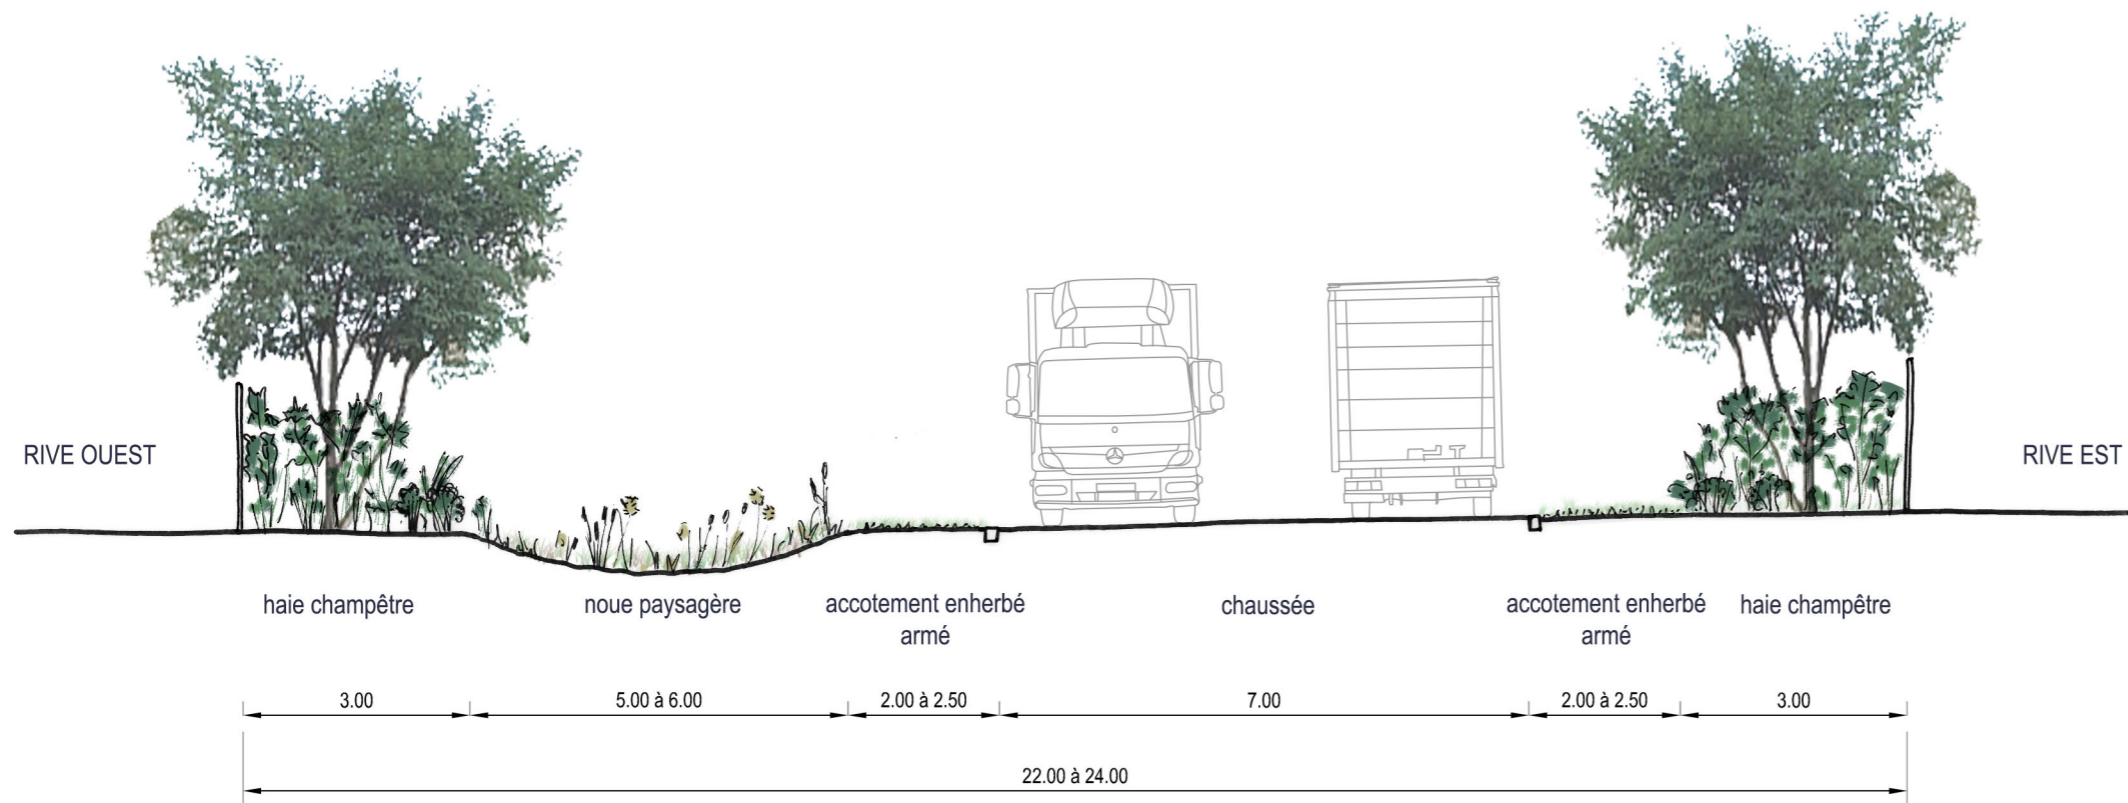 RIVE OUEST
RIVE EST
haie champêtre
noue paysagère
accotement enherbé
armé
chaussée
accotement enherbé
armé
haie champêtre
3.00
5.00 à 6.00
2.00 à 2.50
7.00
2.00 à 2.50
3.00
22.00 à 24.00